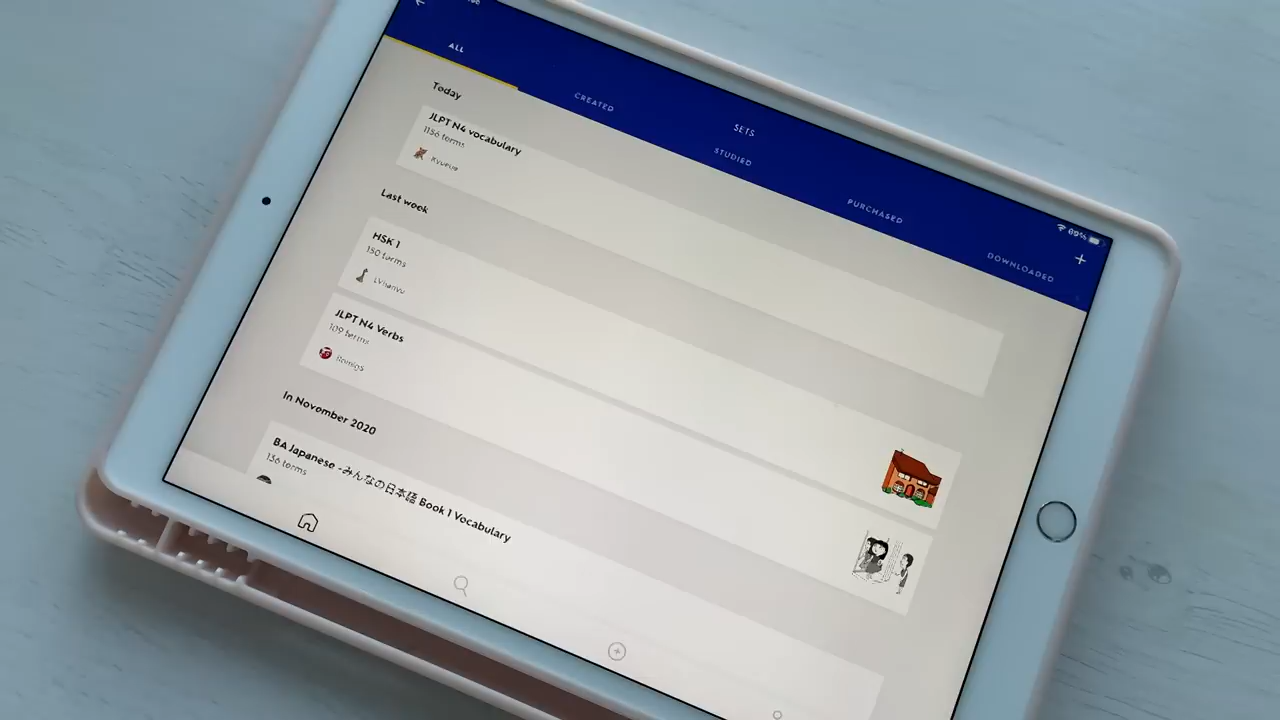 69%
SETS
ALL
CREATED
STUDIED
PURCHASED
DOWNLOADED
Today
JLPT N4 vocabulary
1156 terms
Last week
HSK 1
150 terms
JLPT N4 Verbs
109 terms
In November 2020
BA Japanese -みんなの日本語 Book 1 Vocabulary
136 terms